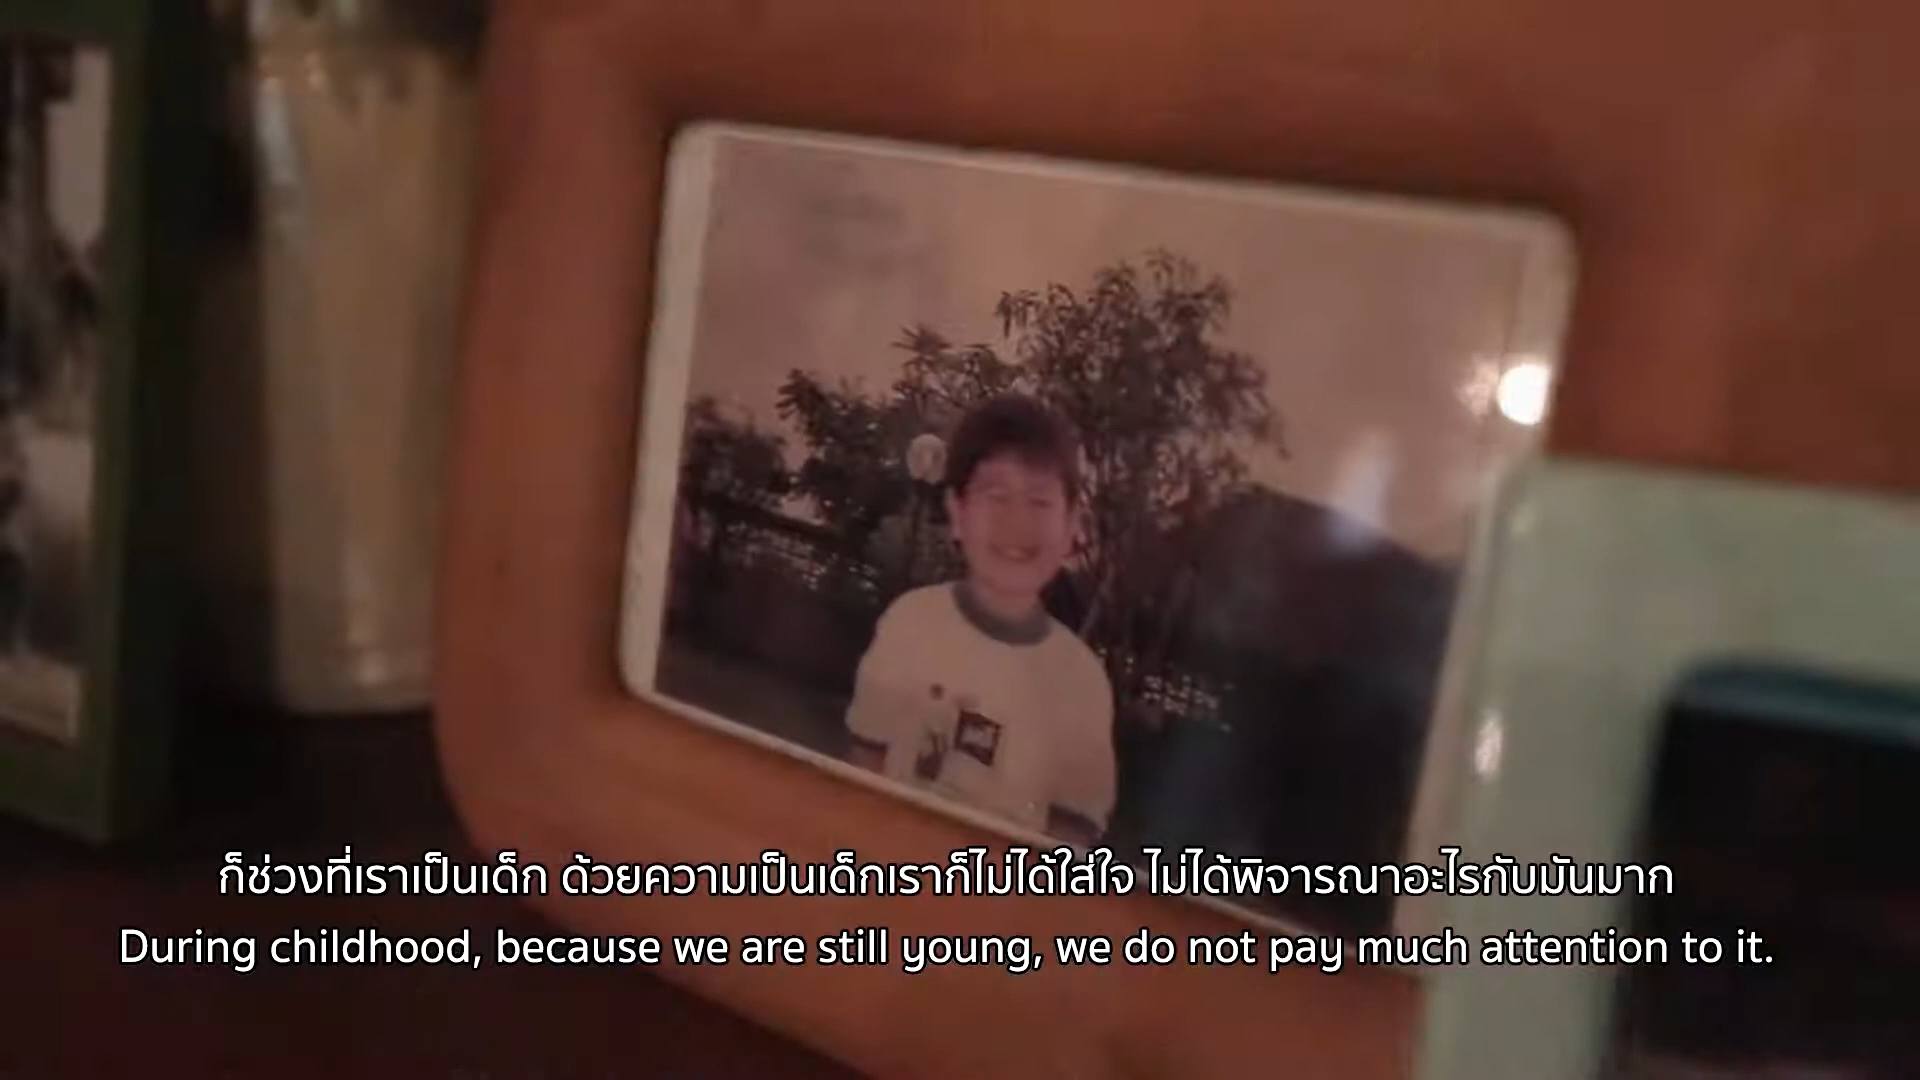 ก็ช่วงที่เราเป็นเด็ก ด้วยความเป็นเด็กเราก็ไม่ได้ใส่ใจ ไม่ได้พิจารณาอะไรกับมันมาก
During childhood, because we are still young, we do not pay much attention to it.